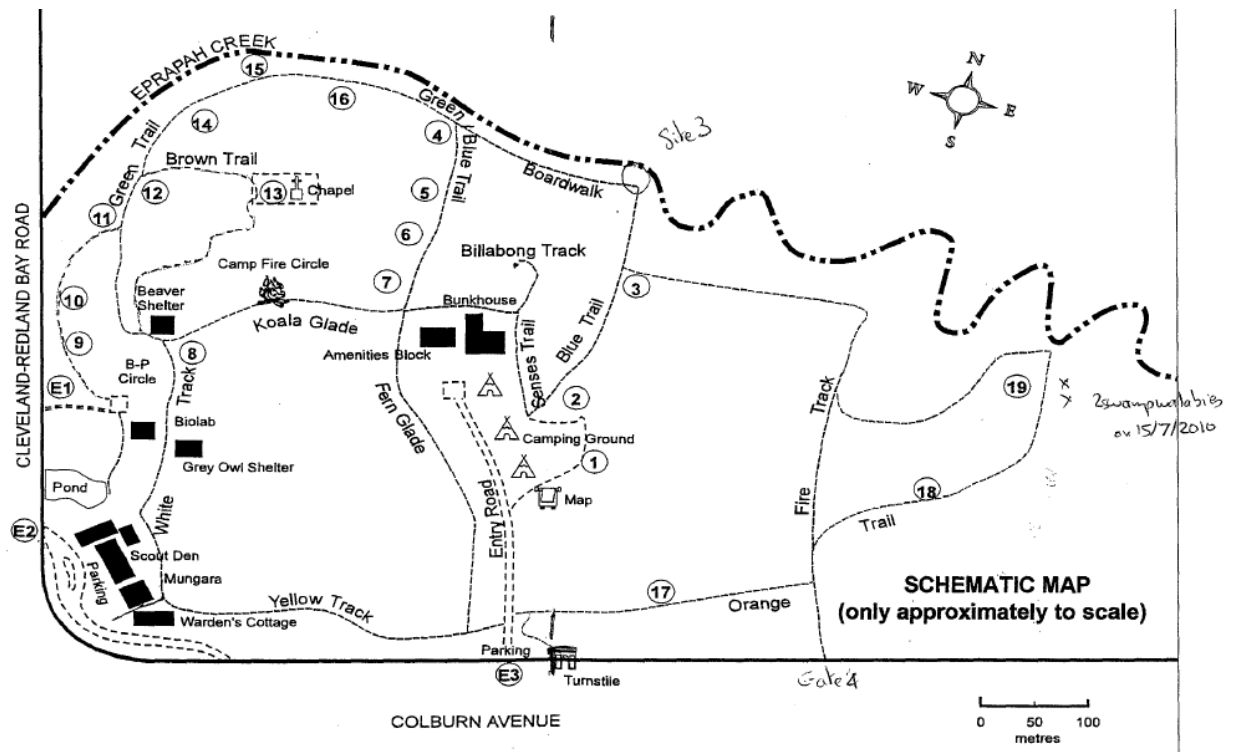 EPRAPAH CREEK
15
16
14
Green Trail
Brown Trail
12
13
Chapel
11
Green / Blue Trail
4
5
6
7
Boardwalk
Site 3
N
W
E
S
CLEVELAND-REDLAND BAY ROAD
10
9
Beaver
Shelter
Camp Fire Circle
Koala Glade
Billabong Track
Bunkhouse
Amenities Block
Senses Trail
Blue Trail
3
2
Camping Ground
1
Map
E1
B-P
Circle
8
White Track
Biolab
Grey Owl Shelter
Pond
E2
Parking
Scout Den
Mungara
Warden's Cottage
Yellow Track
Fern Glade
Entry Road
Parking
E3
Turnstile
17
Orange
Trail
18
19
Fire Track
x
x
2 swampwallabies
on 15/7/2010
Gate 4
SCHEMATIC MAP
(only approximately to scale)
0 50 100
metres
COLBURN AVENUE